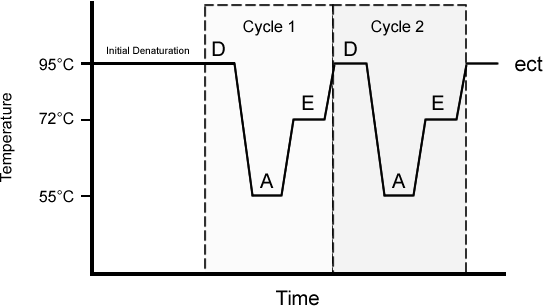 Cycle 1
Cycle 2
Initial Denaturation
D
D
95°C
ect
E
E
72°C
A
A
55°C
Temperature
Time